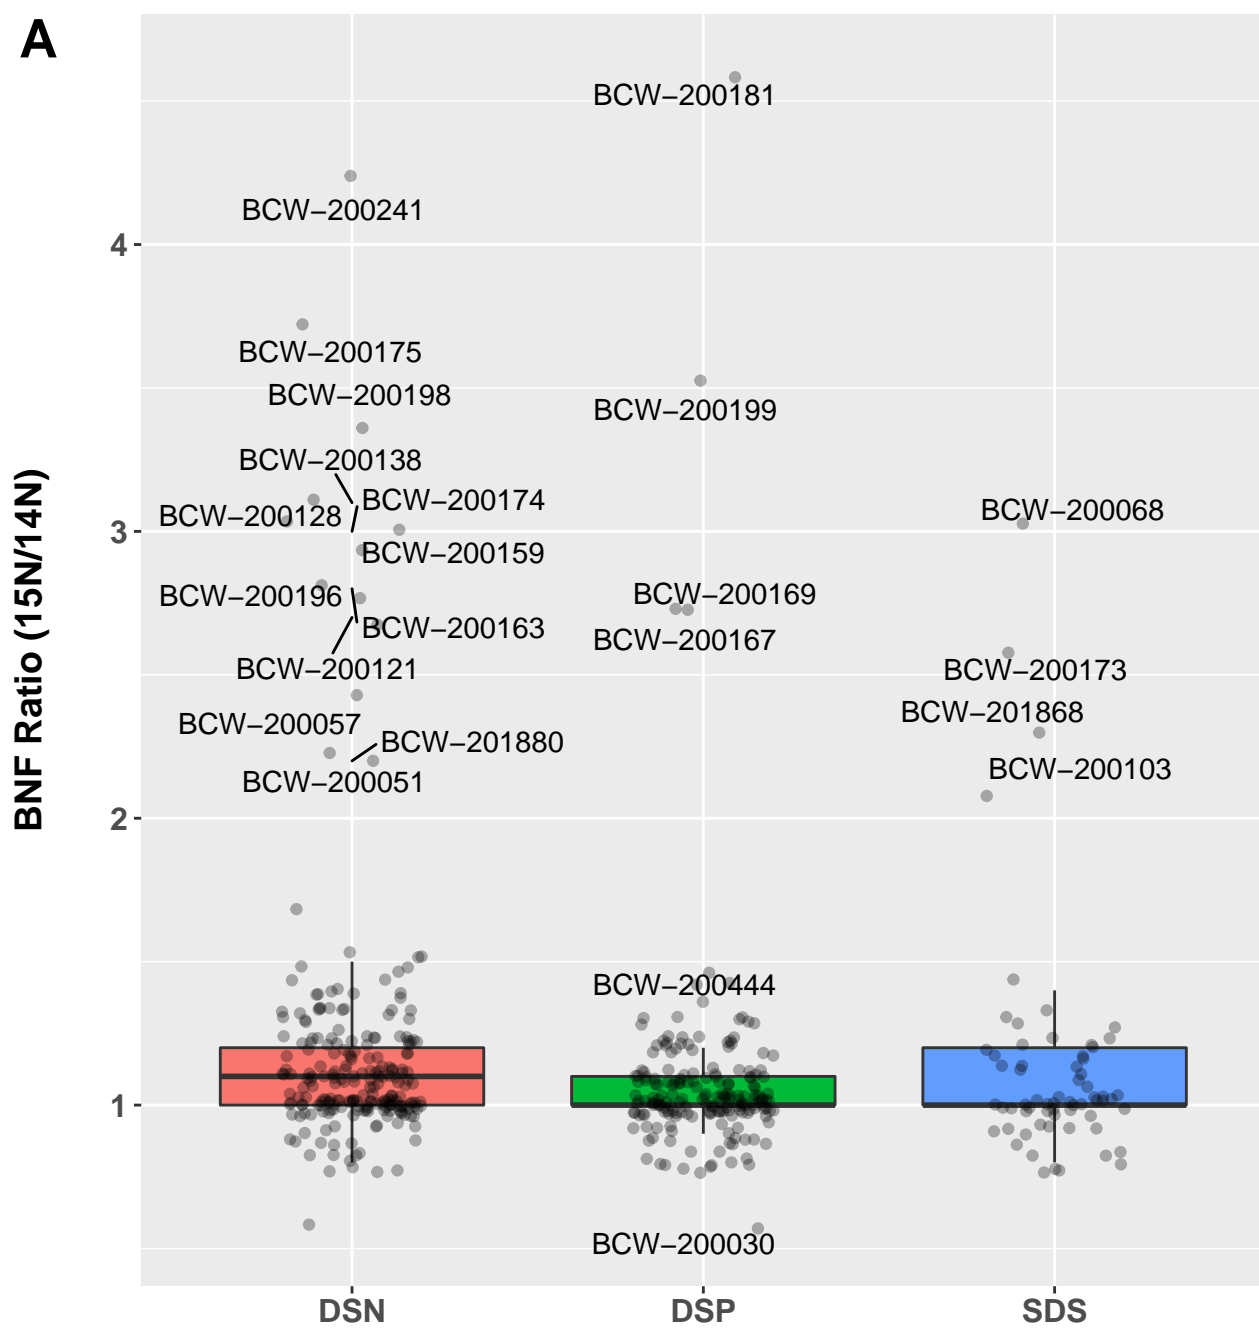 A
BCW−200181
BCW−200241
4
BCW−200175
BCW−200198
BCW−200199
BCW−200138
BCW−200174
BCW−200128
BCW−200068
3
BCW−200159
BCW−200196
BCW−200169
BCW−200163
BCW−200167
BCW−200121
BCW−200173
BCW−200057
BCW−201868
BCW−201880
BCW−200051
BCW−200103
2
BCW−200444
1
BCW−200030
DSN DSP SDS
BNF Ratio (15N/14N)